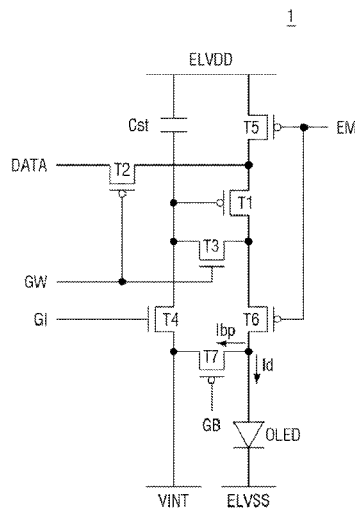 1
ELVDD
Cst
T5
EM
DATA
T2
T1
T3
GW
GI
T4
T6
Ibp
T7
Id
GB
OLED
VINT
ELVSS